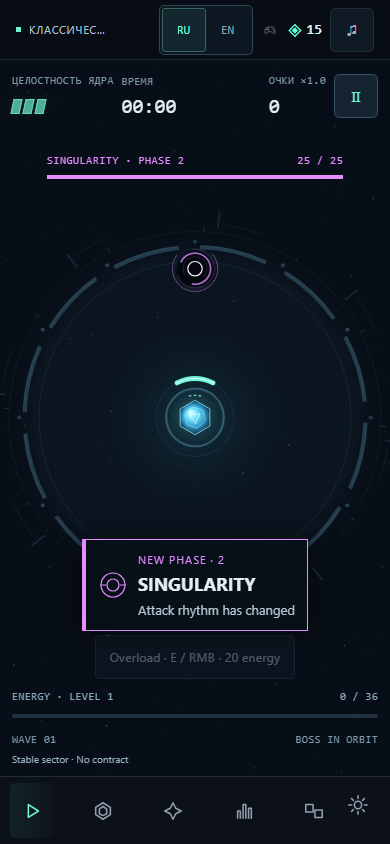 КЛАССИЧЕС…
RU
EN
15
ЦЕЛОСТНОСТЬ ЯДРА
ВРЕМЯ
00:00
ОЧКИ ×1.0
0
SINGULARITY · PHASE 2
25 / 25
NEW PHASE · 2
SINGULARITY
Attack rhythm has changed
Overload · E / RMB · 20 energy
ENERGY · LEVEL 1
0 / 36
WAVE 01
BOSS IN ORBIT
Stable sector · No contract